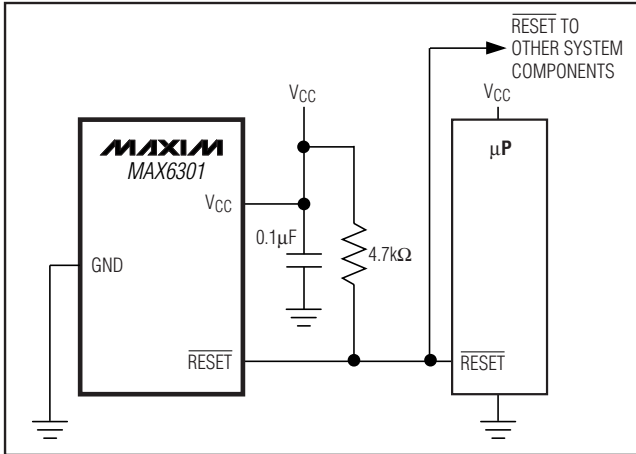 RESET TO
OTHER SYSTEM
COMPONENTS
VCC
VCC
MAXIM
MAX6301
µP
VCC
0.1µF
4.7kΩ
GND
RESET
RESET